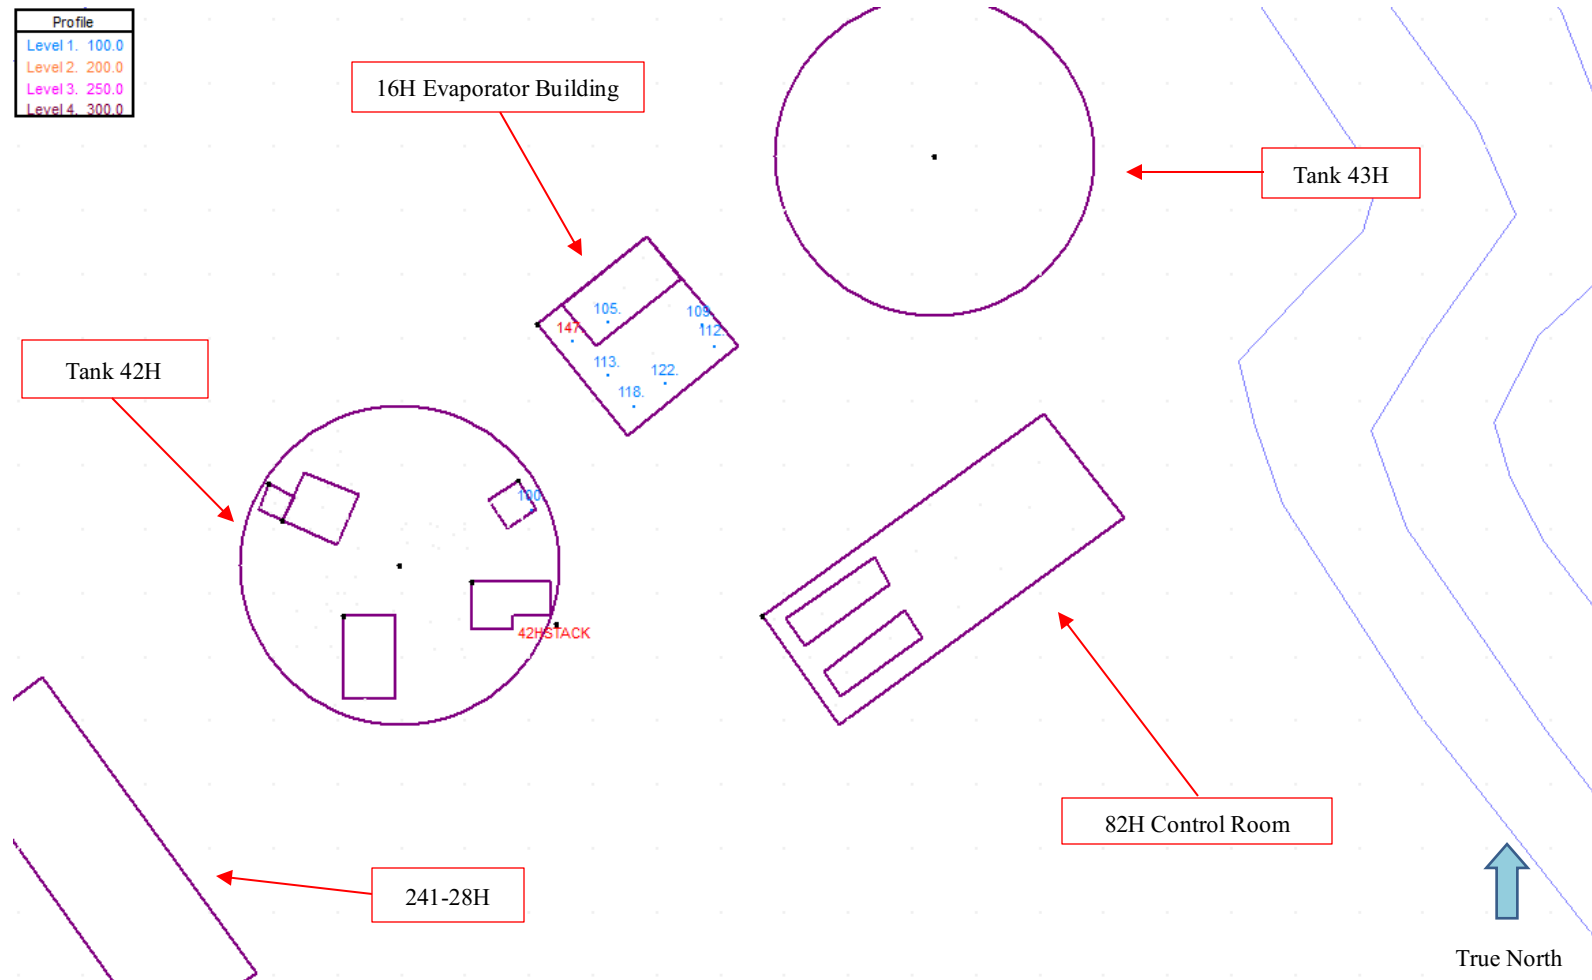 Profile
Level 1. 100.0
Level 2. 200.0
Level 3. 250.0
Level 4. 300.0
16H Evaporator Building
Tank 43H
105.
109.
147.
112.
113.
122.
118.
Tank 42H
100.
42HSTACK
82H Control Room
241-28H
True North